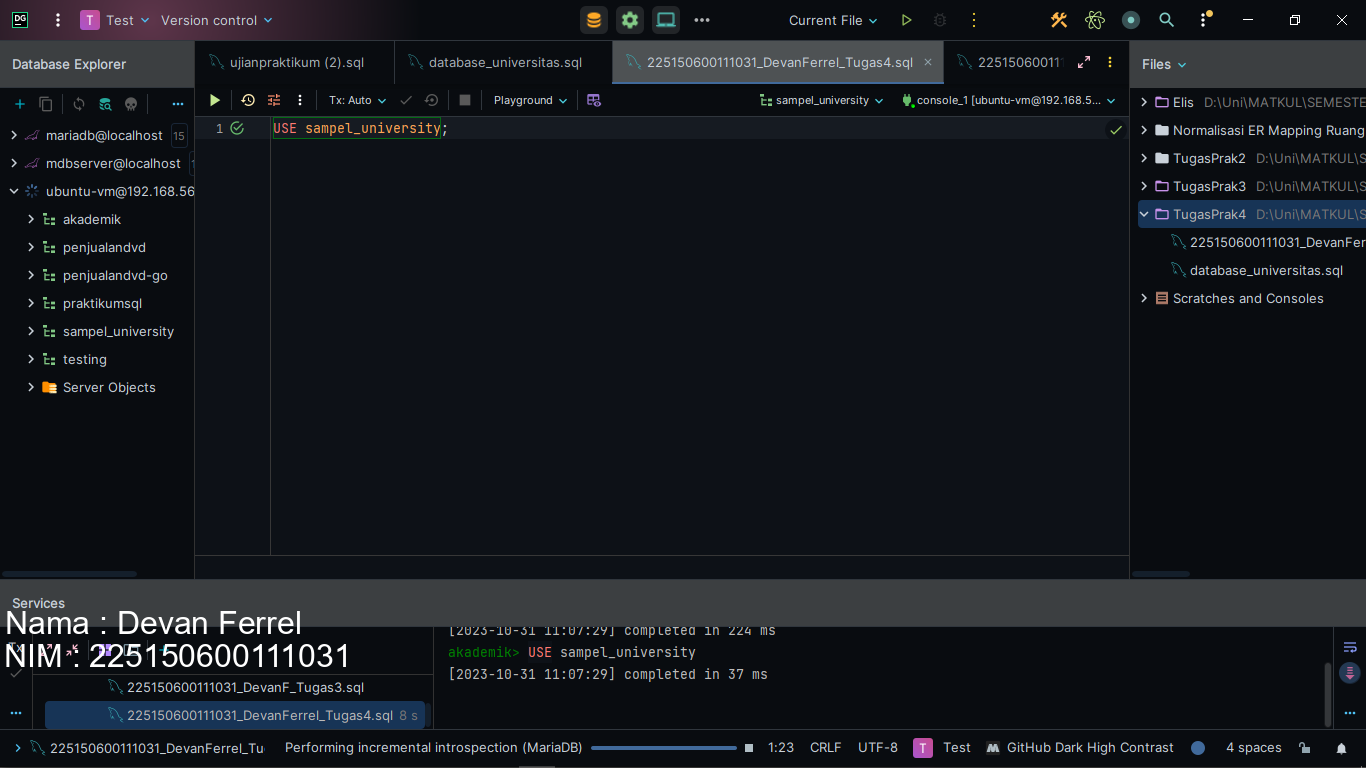 DG
T Test Version control
Current File
Database Explorer
ujianpraktikum (2).sql
database_universitas.sql
225150600111031_DevanFerrel_Tugas4.sql
22515060011
Files
Tx: Auto
Playground
sampel_university
console_1 [ubuntu-vm@192.168.5...
mariadb@localhost 15
mdbserver@localhost
ubuntu-vm@192.168.56
akademik
penjualandvd
penjualandvd-go
praktikumsql
sampel_university
testing
Server Objects
1 USE sampel_university;
Elis D:\Uni\MATKUL\SEMESTE
Normalisasi ER Mapping Ruang
TugasPrak2 D:\Uni\MATKUL\S
TugasPrak3 D:\Uni\MATKUL\S
TugasPrak4 D:\Uni\MATKUL\S
225150600111031_DevanFer
database_universitas.sql
Scratches and Consoles
Services
Nama : Devan Ferrel
NIM : 225150600111031
Tx
225150600111031_DevanF_Tugas3.sql
225150600111031_DevanFerrel_Tugas4.sql 8 s
[2023-10-31 11:07:29] completed in 224 ms
akademik> USE sampel_university
[2023-10-31 11:07:29] completed in 37 ms
225150600111031_DevanFerrel_Tu
Performing incremental introspection (MariaDB)
1:23 CRLF UTF-8 T Test GitHub Dark High Contrast 4 spaces